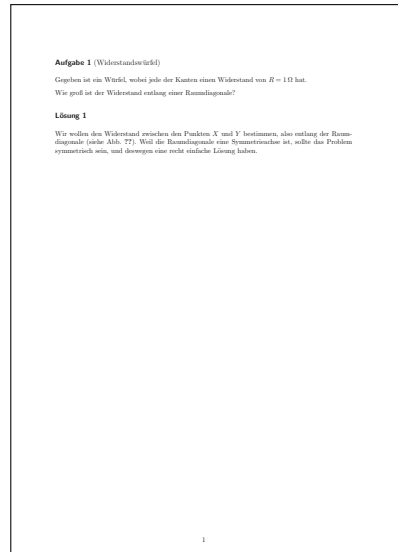 Aufgabe 1 (Widerstandswürfel)
Gegeben ist ein Würfel, wobei jede der Kanten einen Widerstand von R = 1 Ω hat.
Wie groß ist der Widerstand entlang einer Raumdiagonale?
Lösung 1
Wir wollen den Widerstand zwischen den Punkten X und Y bestimmen, also entlang der Raum-
diagonale (siehe Abb. ??). Weil die Raumdiagonale eine Symmetrieachse ist, sollte das Problem
symmetrisch sein, und deswegen eine recht einfache Lösung haben.
1